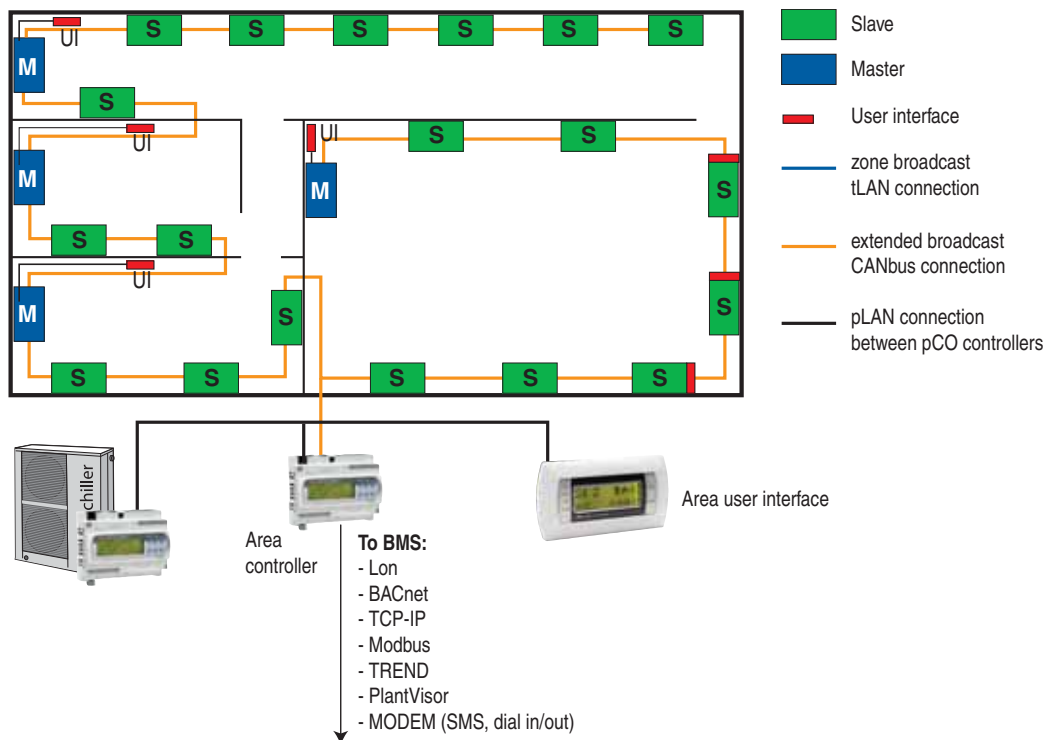 UI
S S S S S S
M
S
UI
M
S S
UI
M
S
S S
UI
M
S S
S
S
S S S
Slave
Master
User interface
zone broadcast
tLAN connection
extended broadcast
CANbus connection
pLAN connection
between pCO controllers
chiller
Area
controller
Area user interface
To BMS:
- Lon
- BACnet
- TCP-IP
- Modbus
- TREND
- PlantVisor
- MODEM (SMS, dial in/out)